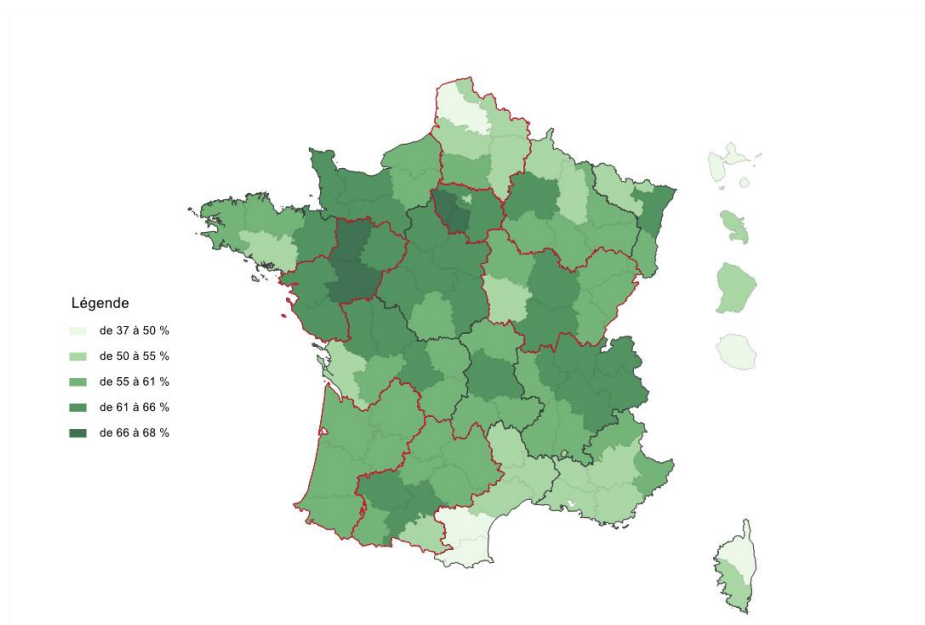 Légende
de 37 à 50 %
de 50 à 55 %
de 55 à 61 %
de 61 à 66 %
de 66 à 68 %